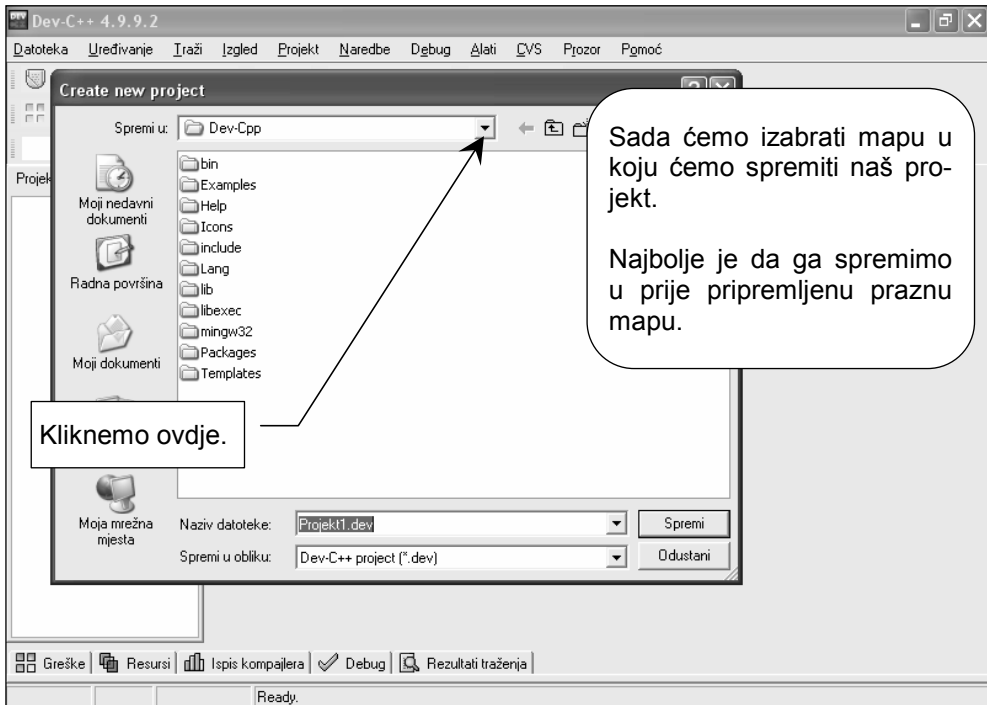 Dev-C++ 4.9.9.2
Datoteka Uređivanje Traži Izgled Projekt Naredbe Debug Alati CVS Prozor Pomoć
Create new project
Spremi u: Dev-Cpp
Sada ćemo izabrati mapu u
koju ćemo spremiti naš pro-
jekt.
Najbolje je da ga spremimo
u prije pripremljenu praznu
mapu.
Projek
Moji nedavni
dokumenti
Radna površina
Moji dokumenti
Moja mrežna
mjesta
bin
Examples
Help
Icons
include
Lang
lib
libexec
mingw32
Packages
Templates
Kliknemo ovdje.
Naziv datoteke: Projekt1.dev Spremi
Spremi u obliku: Dev-C++ project (*.dev) Odustani
Greške Resursi Ispis kompajlera Debug Rezultati traženja
Ready.